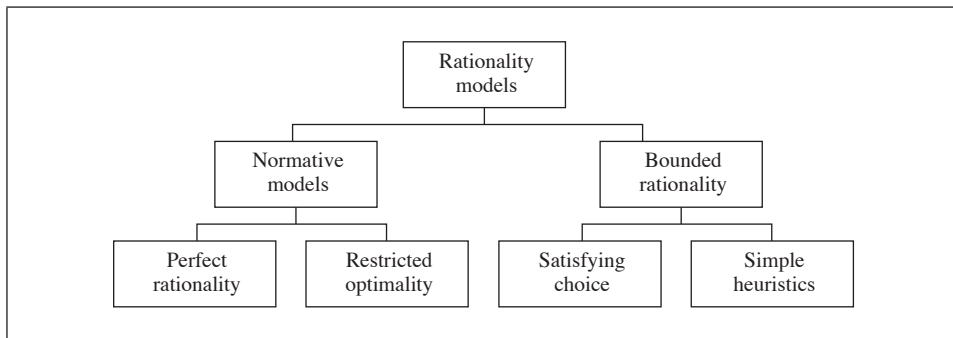 Rationality
models
Normative
models
Bounded
rationality
Perfect
rationality
Restricted
optimality
Satisfying
choice
Simple
heuristics